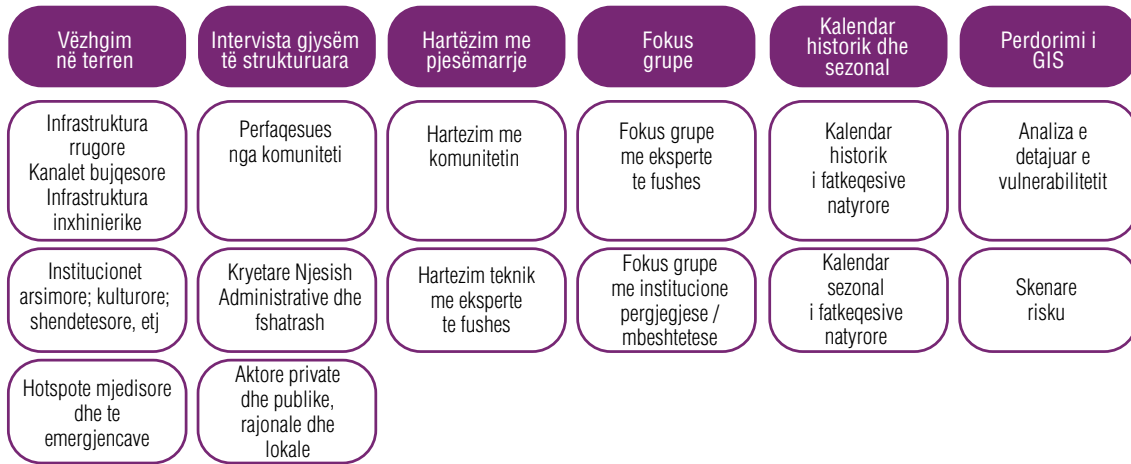 Vëzhgim
në terren
Intervista gjysëm
të strukturuara
Hartëzim me
pjesëmarrje
Fokus
grupe
Kalendar
historik dhe
sezonal
Perdorimi i
GIS
Infrastruktura
rrugore
Kanalet bujqesore
Infrastruktura
inxhinierike
Perfaqesues
nga komuniteti
Hartezim me
komunitetin
Fokus grupe
me eksperte
te fushes
Kalendar
historik
i fatkeqesive
natyrore
Analiza e
detajuar e
vulnerabilitetit
Institucionet
arsimore; kulturore;
shendetesore, etj
Kryetare Njesish
Administrative dhe
fshatrash
Hartezim teknik
me eksperte
te fushes
Fokus grupe
me institucione
pergjegjese /
mbeshtetese
Kalendar
sezonal
i fatkeqesive
natyrore
Skenare
risku
Hotspote mjedisore
dhe te
emergjencave
Aktore private
dhe publike,
rajonale dhe
lokale